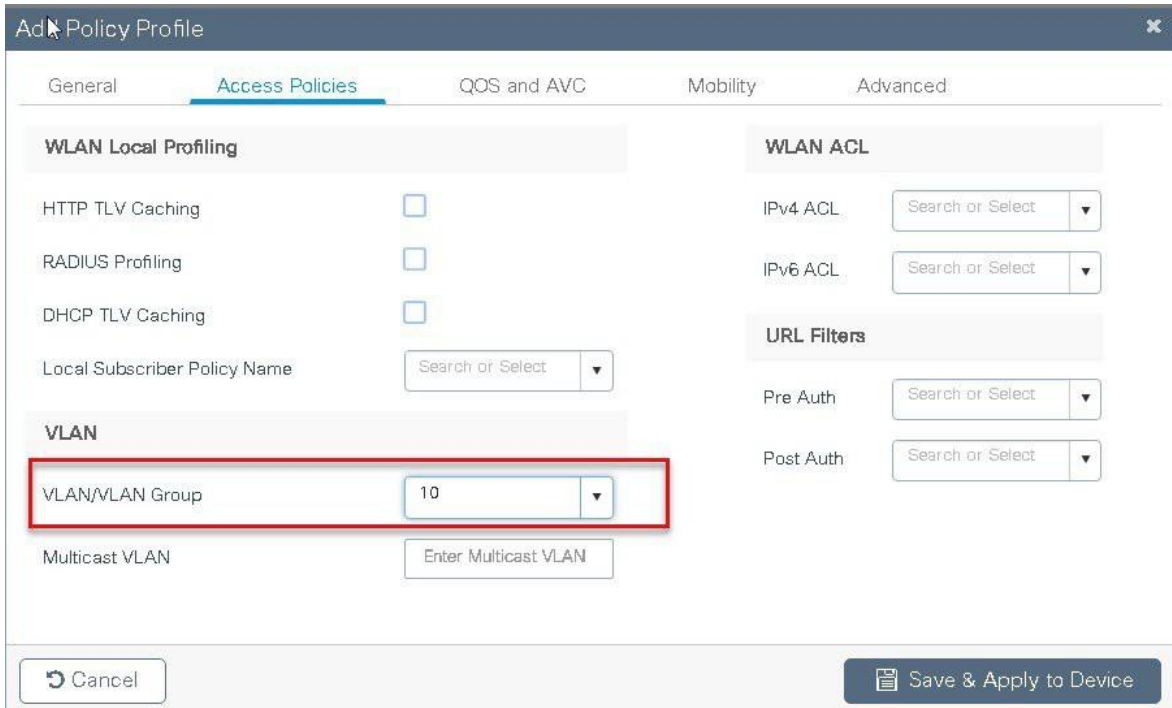 Add Policy Profile
General Access Policies QOS and AVC Mobility Advanced
WLAN Local Profiling
HTTP TLV Caching
RADIUS Profiling
DHCP TLV Caching
Local Subscriber Policy Name Search or Select
VLAN
VLAN/VLAN Group 10
Multicast VLAN Enter Multicast VLAN
WLAN ACL
IPv4 ACL Search or Select
IPv6 ACL Search or Select
URL Filters
Pre Auth Search or Select
Post Auth Search or Select
Cancel Save & Apply to Device